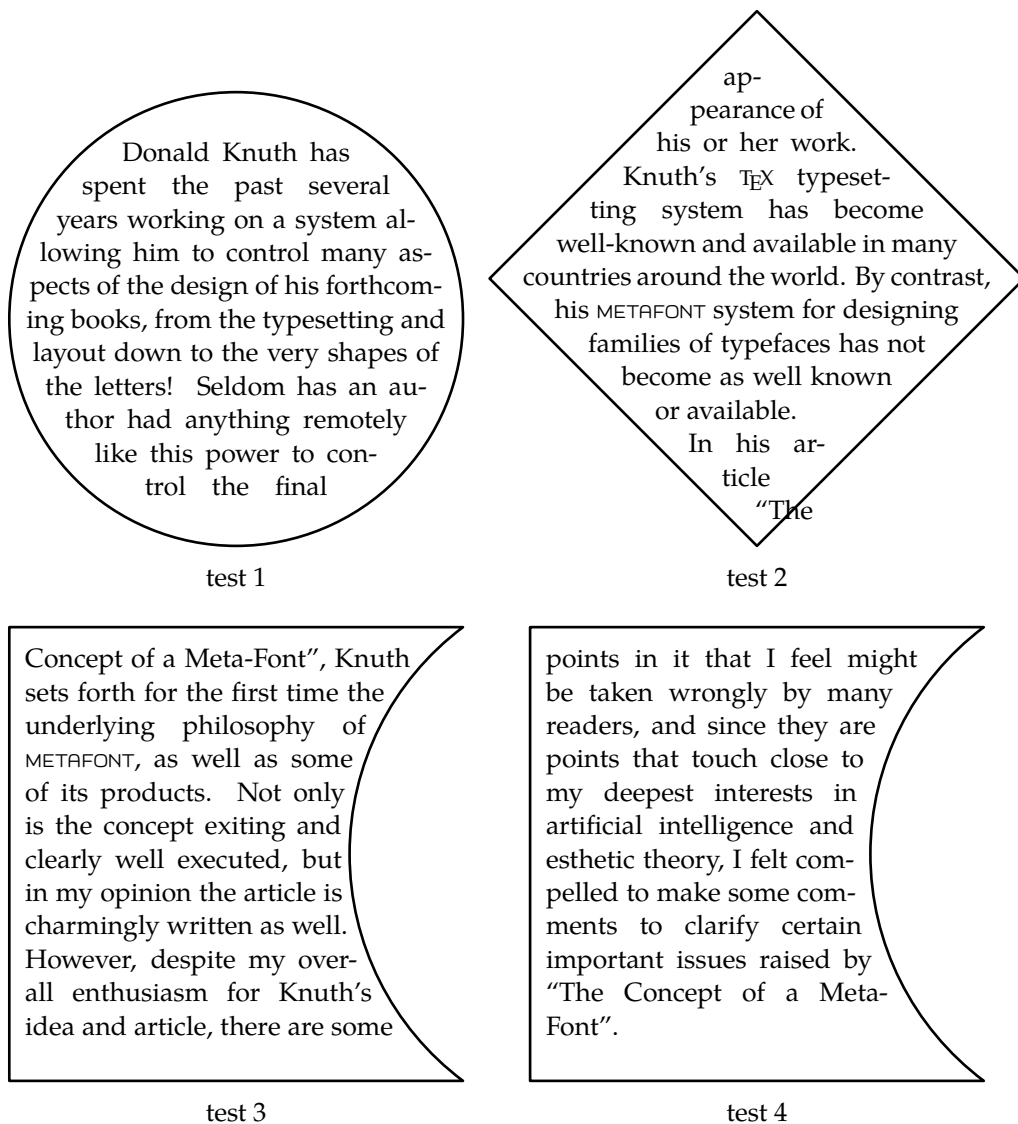 Donald Knuth has
spent the past several
years working on a system al-
lowing him to control many as-
pects of the design of his forthcom-
ing books, from the typesetting and
layout down to the very shapes of
the letters! Seldom has an au-
thor had anything remotely
like this power to con-
trol the final
test 1
ap-
pearance of
his or her work.
Knuth’s TEX typeset-
ting system has become
well-known and available in many
countries around the world. By contrast,
his METAFONT system for designing
families of typefaces has not
become as well known
or available.
In his ar-
ticle
“The
test 2
Concept of a Meta-Font”, Knuth
sets forth for the first time the
underlying philosophy of
METAFONT, as well as some
of its products. Not only
is the concept exiting and
clearly well executed, but
in my opinion the article is
charmingly written as well.
However, despite my over-
all enthusiasm for Knuth’s
idea and article, there are some
test 3
points in it that I feel might
be taken wrongly by many
readers, and since they are
points that touch close to
my deepest interests in
artificial intelligence and
esthetic theory, I felt com-
pelled to make some com-
ments to clarify certain
important issues raised by
“The Concept of a Meta-
Font”.
test 4